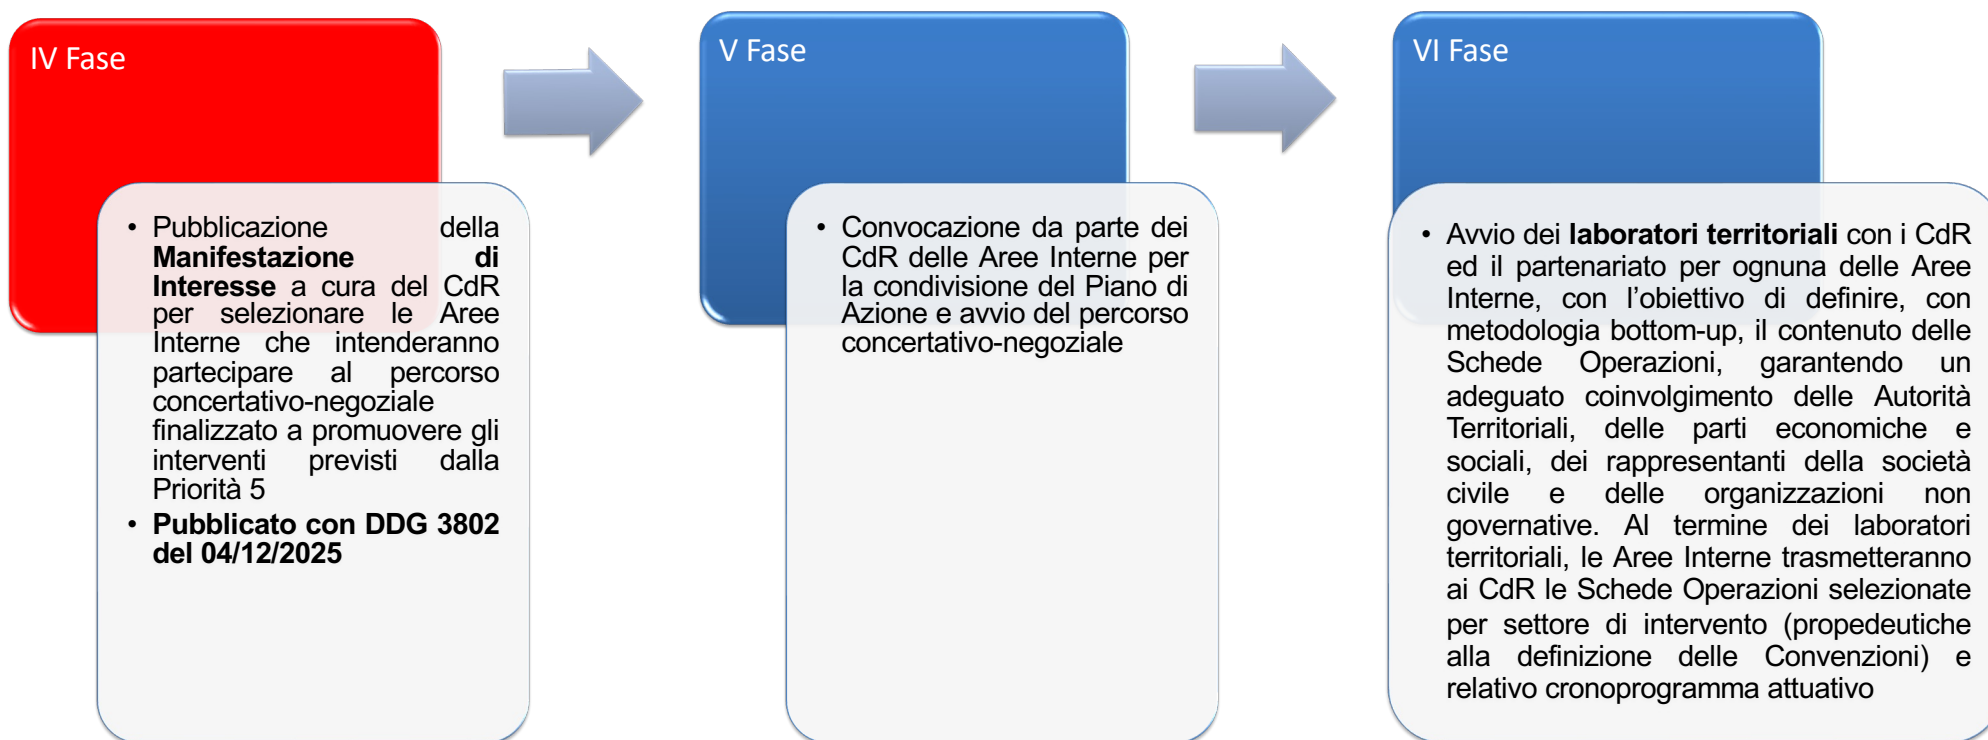 IV Fase
• Pubblicazione della
Manifestazione di
Interesse a cura del CdR
per selezionare le Aree
Interne che intenderanno
partecipare al percorso
concertativo-negoziale
finalizzato a promuovere gli
interventi previsti dalla
Priorità 5
• Pubblicato con DDG 3802
del 04/12/2025
V Fase
• Convocazione da parte dei
CdR delle Aree Interne per
la condivisione del Piano di
Azione e avvio del percorso
concertativo-negoziale
VI Fase
• Avvio dei laboratori territoriali con i CdR
ed il partenariato per ognuna delle Aree
Interne, con l’obiettivo di definire, con
metodologia bottom-up, il contenuto delle
Schede Operazioni, garantendo un
adeguato coinvolgimento delle Autorità
Territoriali, delle parti economiche e
sociali, dei rappresentanti della società
civile e delle organizzazioni non
governative. Al termine dei laboratori
territoriali, le Aree Interne trasmetteranno
ai CdR le Schede Operazioni selezionate
per settore di intervento (propedeutiche
alla definizione delle Convenzioni) e
relativo cronoprogramma attuativo